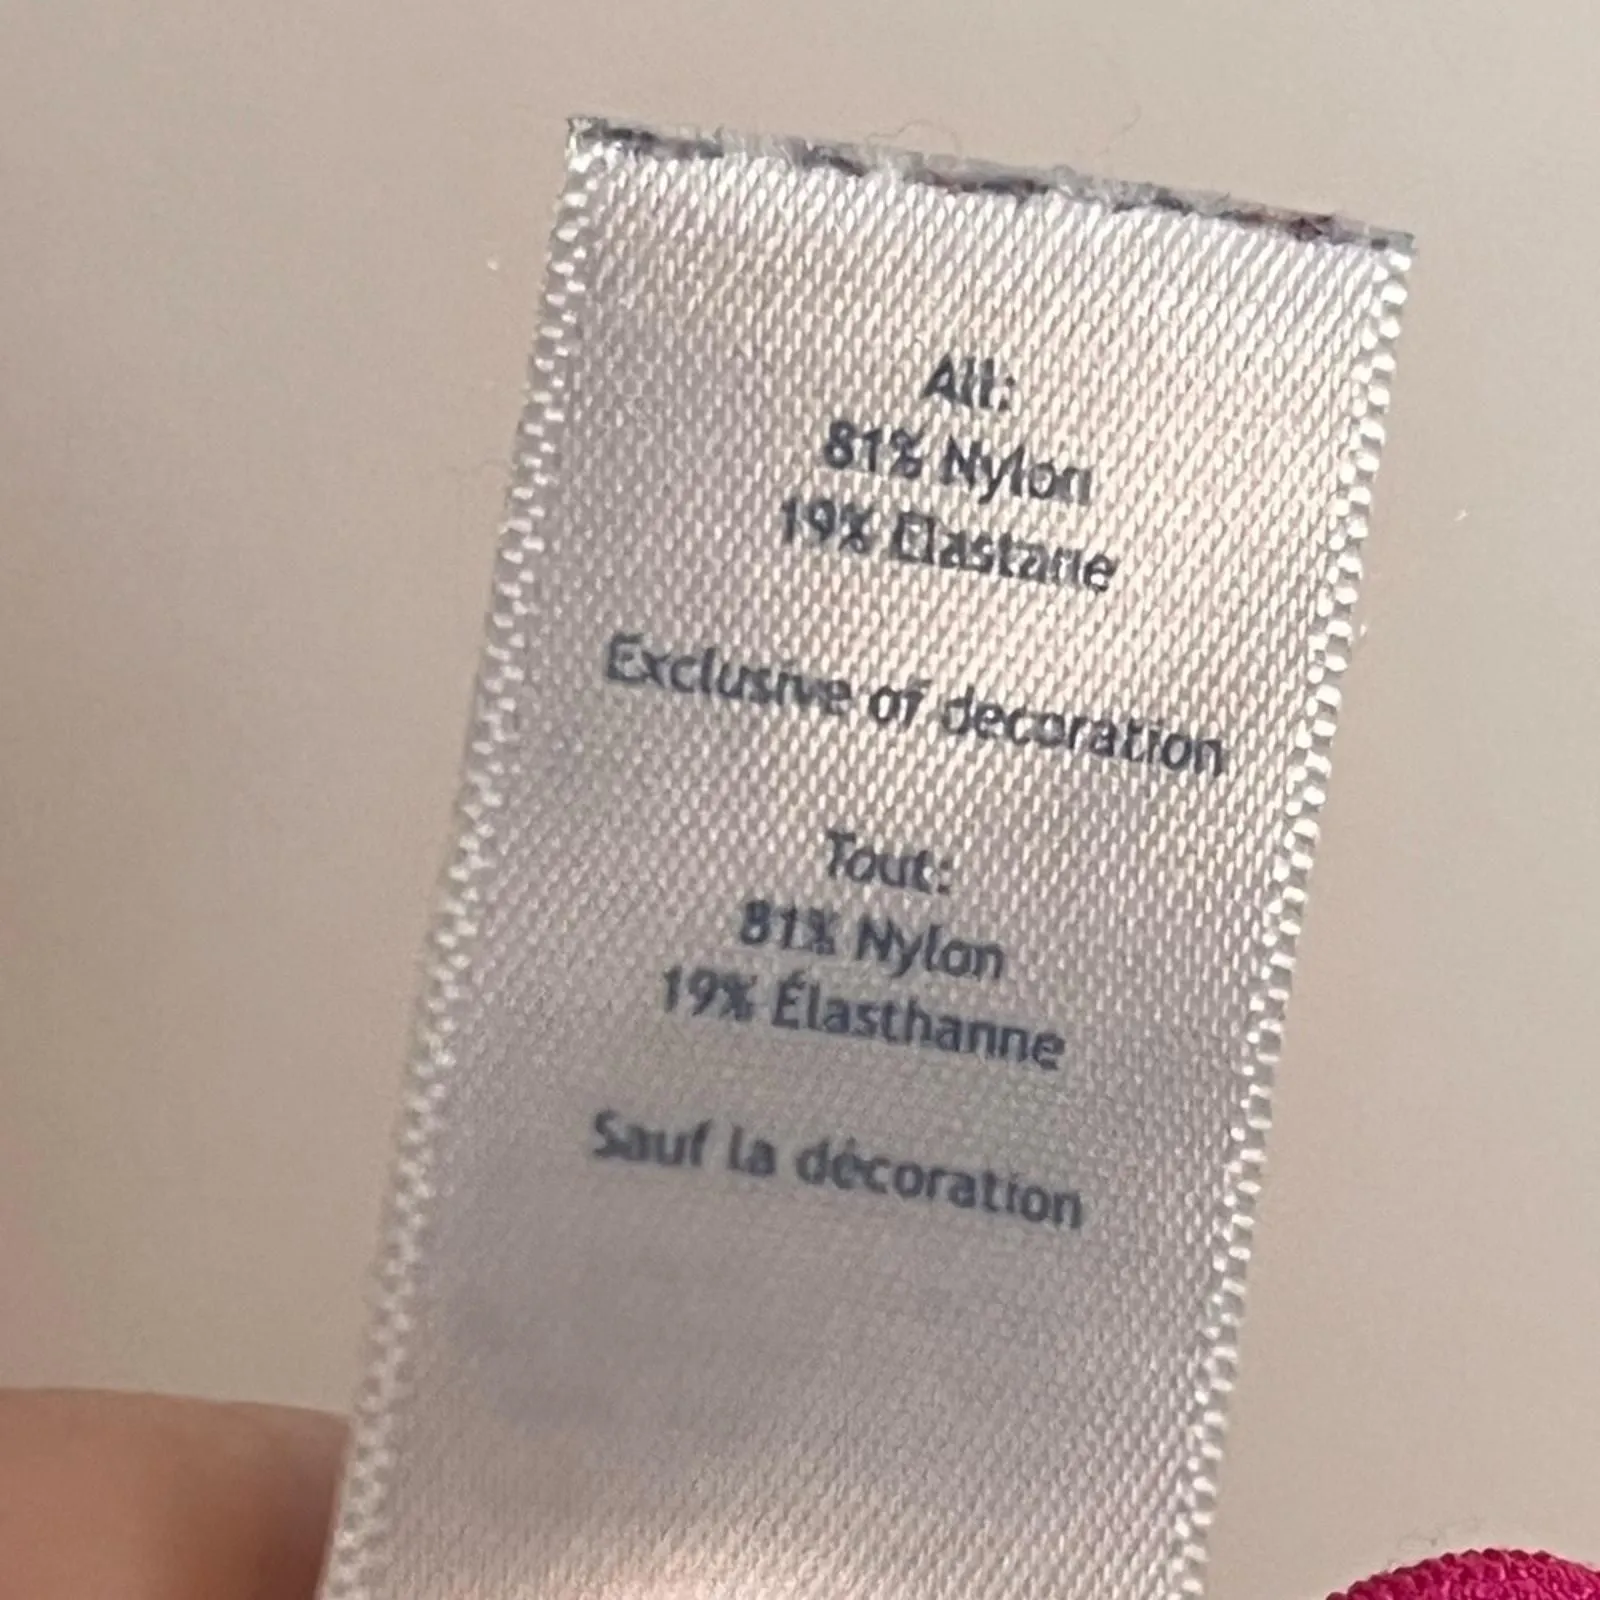 All:
81% Nylon
19% Elastane
Exclusive of decoration
Tout:
81% Nylon
19% Élasthanne
Sauf la décoration